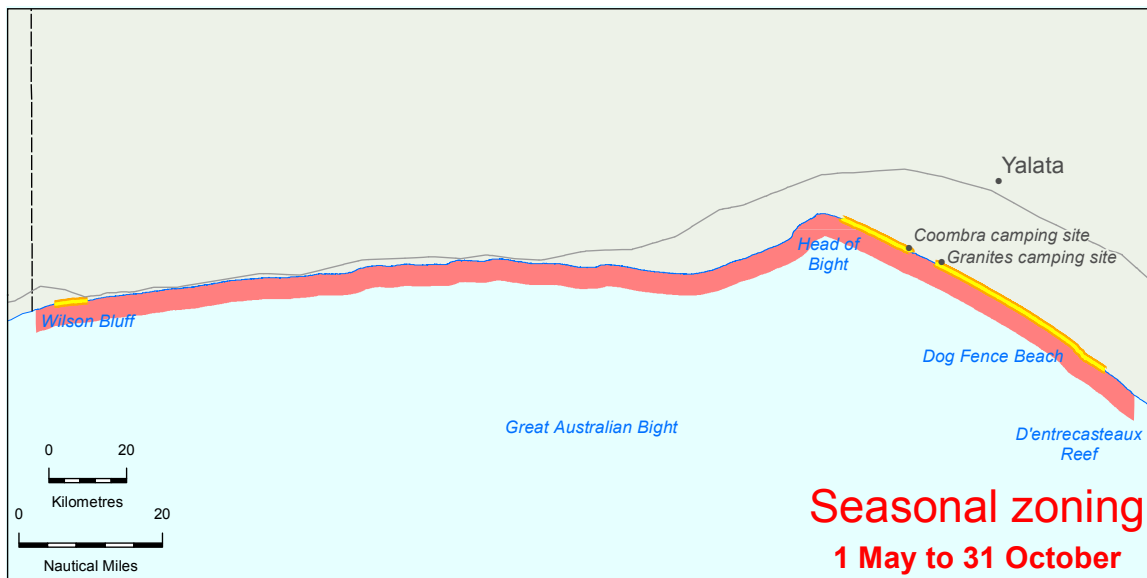 Yalata
Coombra camping site
Granites camping site
Head of
Bight
Wilson Bluff
Dog Fence Beach
Great Australian Bight
D'entrecasteaux
Reef
0 20
Kilometres
0 20
Nautical Miles
Seasonal zoning
1 May to 31 October